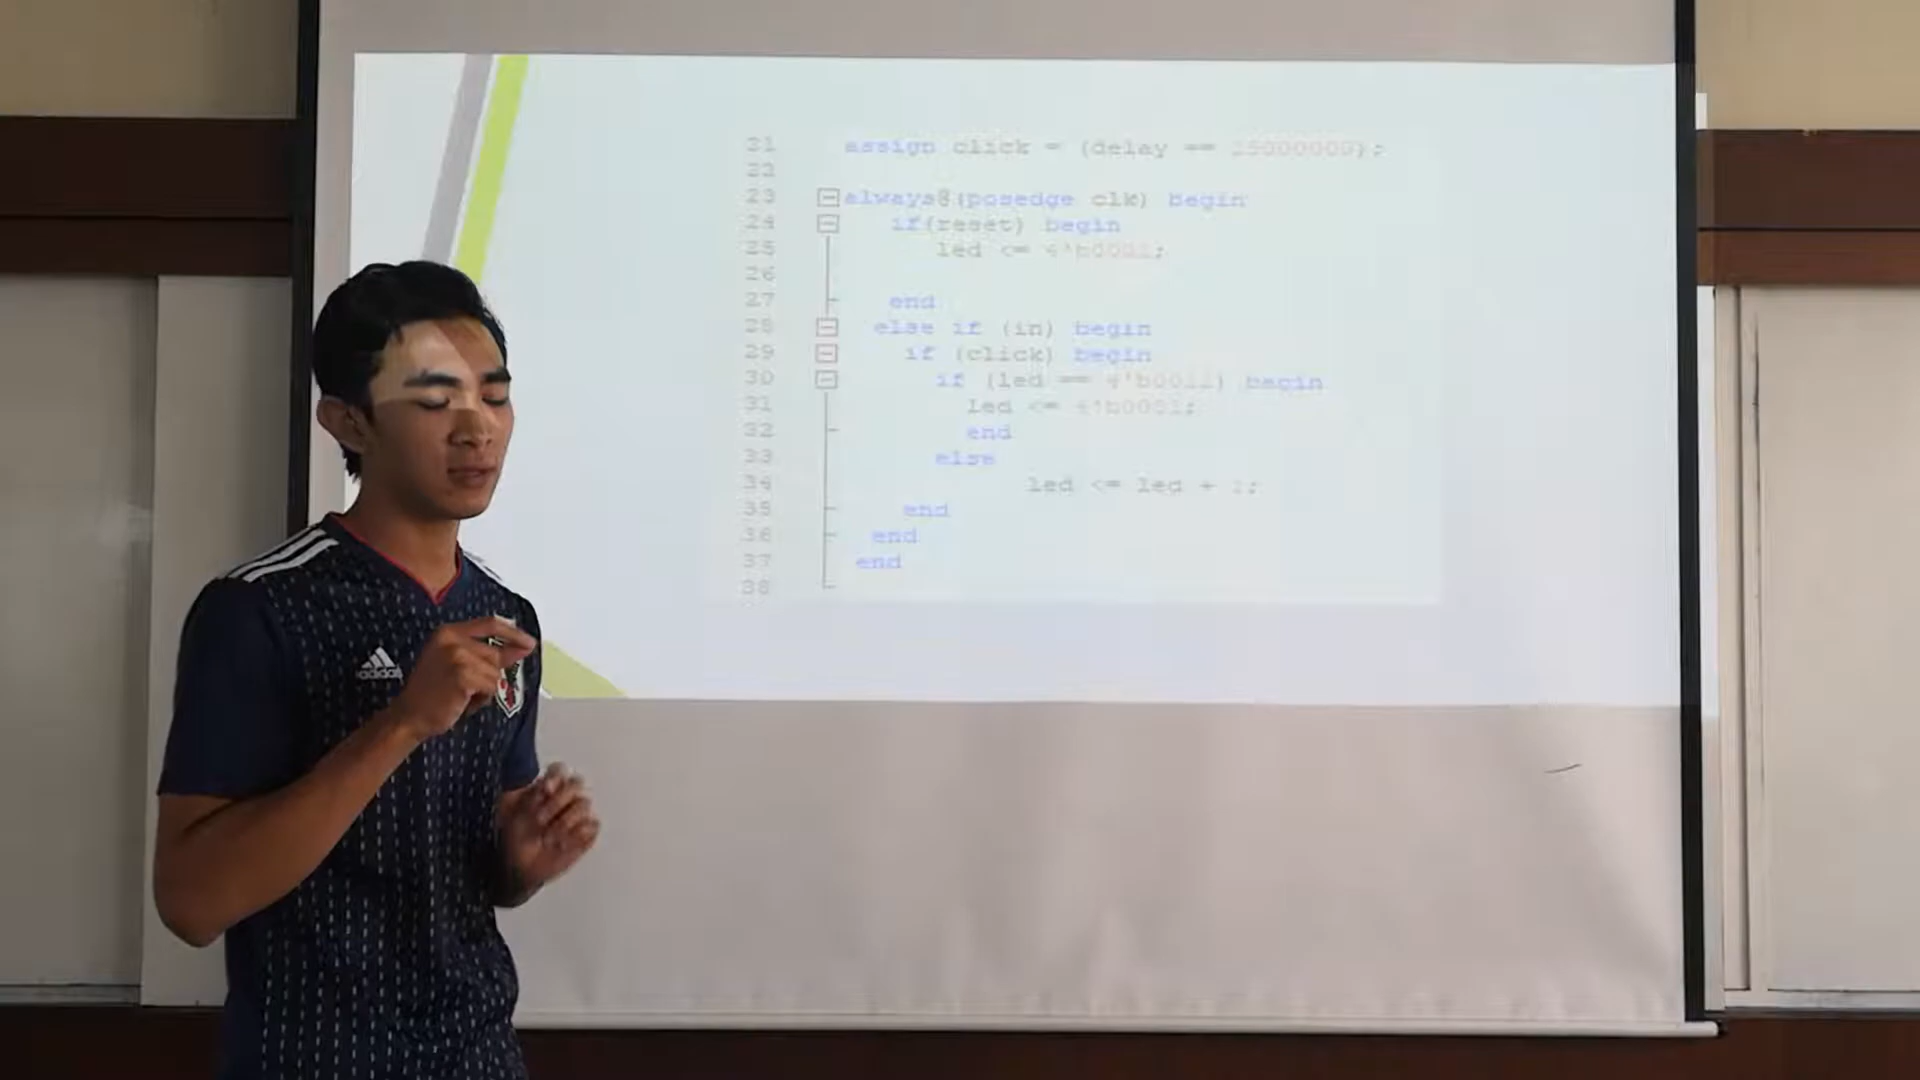 21 assign click = (delay == 25000000);
22
23 always@(posedge clk) begin
24 if(reset) begin
25 led <= 4'b0001;
26
27 end
28 else if (in) begin
29 if (click) begin
30 if (led == ) begin
31 led <= 4'b0001;
32 end
33 else
34 led <= led + 1;
35 end
36 end
37 end
38
adidas